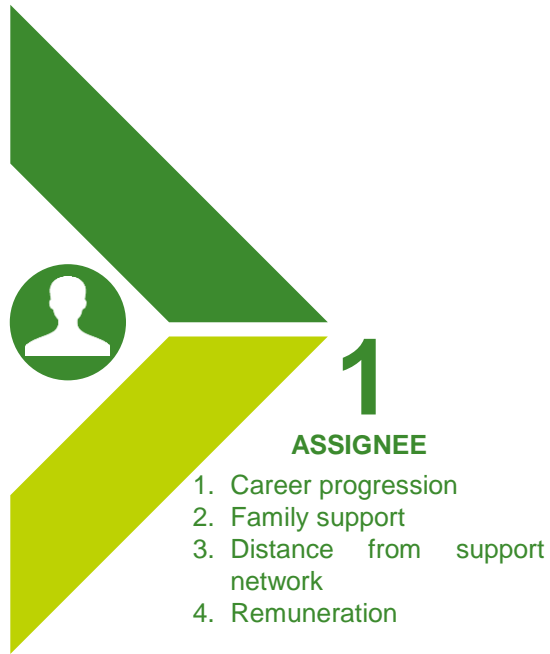 1
ASSIGNEE
1. Career progression
2. Family support
3. Distance from support
network
4. Remuneration